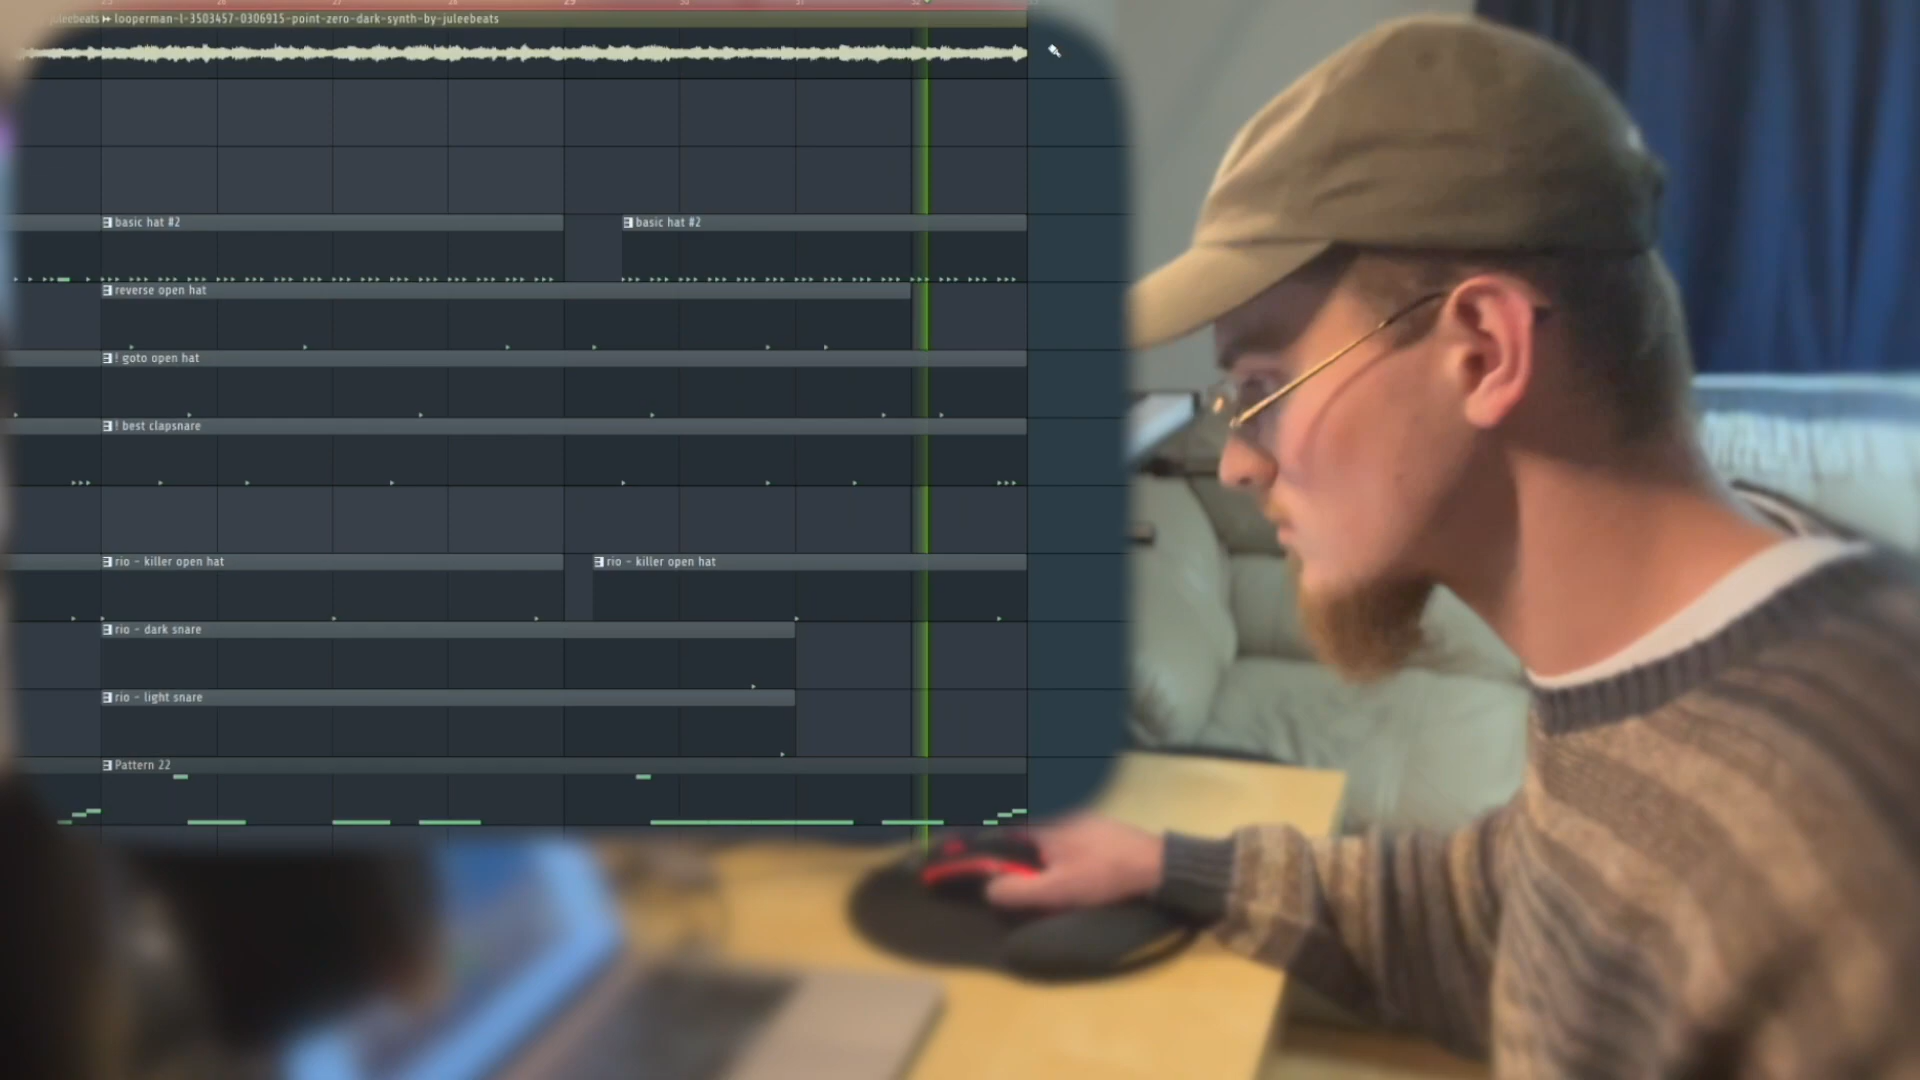 juleebeats looperman-l-3503457-0306915-point-zero-dark-synth-by-juleebeats
basic hat #2 basic hat #2
reverse open hat
! goto open hat
! best clapsnare
rio - killer open hat rio - killer open hat
rio - dark snare
rio - light snare
Pattern 22